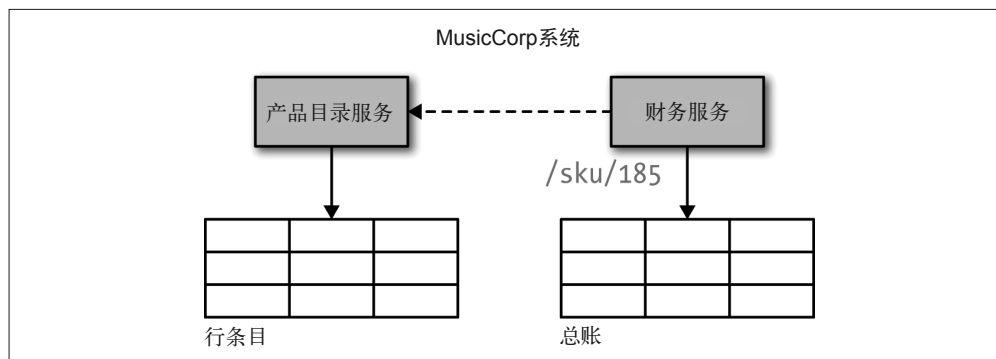 MusicCorp系统
产品目录服务
财务服务
/sku/185
行条目
总账